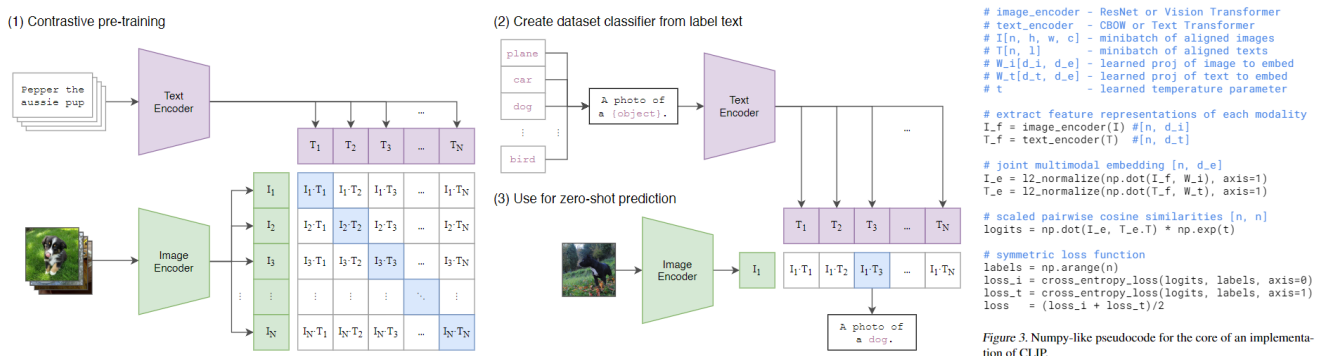 (1) Contrastive pre-training
Pepper the
aussie pup
Text
Encoder
...
T1 T2 T3 ... TN
I1 I1·T1 I1·T2 I1·T3 ... I1·TN
I2 I2·T1 I2·T2 I2·T3 ... I2·TN
I3 I3·T1 I3·T2 I3·T3 ... I3·TN
⋮ ⋮ ⋮ ⋮ ⋱ ⋮
IN IN·T1 IN·T2 IN·T3 ... IN·TN
Image
Encoder
(2) Create dataset classifier from label text
plane
car
dog
⋮ ⋮
bird
A photo of
a {object}.
Text
Encoder
...
(3) Use for zero-shot prediction
Image
Encoder
T1 T2 T3 ... TN
I1 I1·T1 I1·T2 I1·T3 ... I1·TN
A photo of
a dog.
# image_encoder - ResNet or Vision Transformer
# text_encoder - CBOW or Text Transformer
# I[n, h, w, c] - minibatch of aligned images
# T[n, l] - minibatch of aligned texts
# W_i[d_i, d_e] - learned proj of image to embed
# W_t[d_t, d_e] - learned proj of text to embed
# t - learned temperature parameter
# extract feature representations of each modality
I_f = image_encoder(I) #[n, d_i]
T_f = text_encoder(T) #[n, d_t]
# joint multimodal embedding [n, d_e]
I_e = l2_normalize(np.dot(I_f, W_i), axis=1)
T_e = l2_normalize(np.dot(T_f, W_t), axis=1)
# scaled pairwise cosine similarities [n, n]
logits = np.dot(I_e, T_e.T) * np.exp(t)
# symmetric loss function
labels = np.arange(n)
loss_i = cross_entropy_loss(logits, labels, axis=0)
loss_t = cross_entropy_loss(logits, labels, axis=1)
loss = (loss_i + loss_t)/2
Figure 3. Numpy-like pseudocode for the core of an implementa-
tion of CLIP.